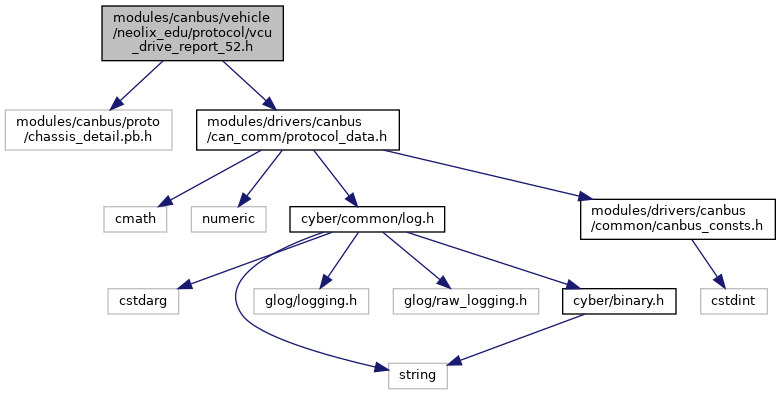 modules/canbus/vehicle
/neolix_edu/protocol/vcu
_drive_report_52.h
modules/canbus/proto
/chassis_detail.pb.h
modules/drivers/canbus
/can_comm/protocol_data.h
cmath
numeric
cyber/common/log.h
modules/drivers/canbus
/common/canbus_consts.h
cstdarg
glog/logging.h
glog/raw_logging.h
cyber/binary.h
cstdint
string